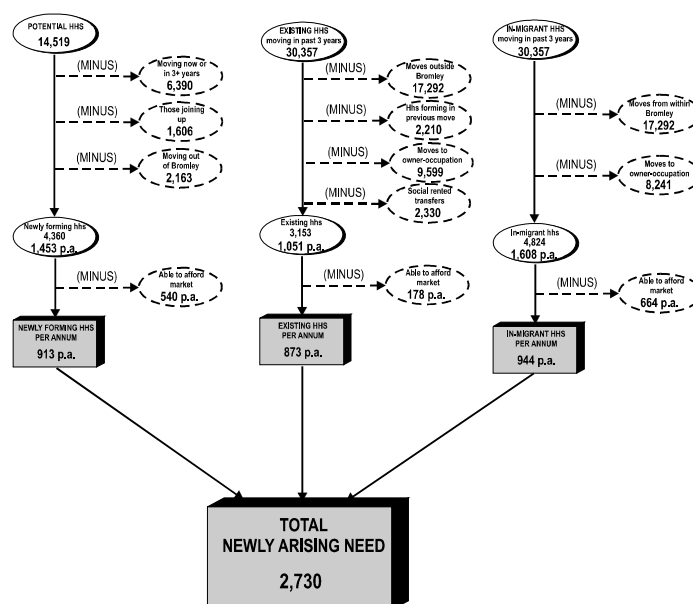 POTENTIAL HHS
14,519
(MINUS)
Moving now or
in 3+ years
6,390
(MINUS)
Those joining
up
1,606
(MINUS)
Moving out
of Bromley
2,163
Newly forming hhs
4,360
1,453 p.a.
(MINUS)
Able to afford
market
540 p.a.
NEWLY FORMING HHS
PER ANNUM
913 p.a.
EXISTING HHS
moving in past 3 years
30,357
(MINUS)
Moves outside
Bromley
17,292
(MINUS)
Hhs forming in
previous move
2,210
(MINUS)
Moves to
owner-occupation
9,599
(MINUS)
Social rented
transfers
2,330
Existing hhs
3,153
1,051 p.a.
(MINUS)
Able to afford
market
178 p.a.
EXISTING HHS
PER ANNUM
873 p.a.
IN-MIGRANT HHS
moving in past 3 years
30,357
(MINUS)
Moves from within
Bromley
17,292
(MINUS)
Moves to
owner-occupation
8,241
In-migrant hhs
4,824
1,608 p.a.
(MINUS)
Able to afford
market
664 p.a.
IN-MIGRANT HHS
PER ANNUM
944 p.a.
TOTAL
NEWLY ARISING NEED
2,730